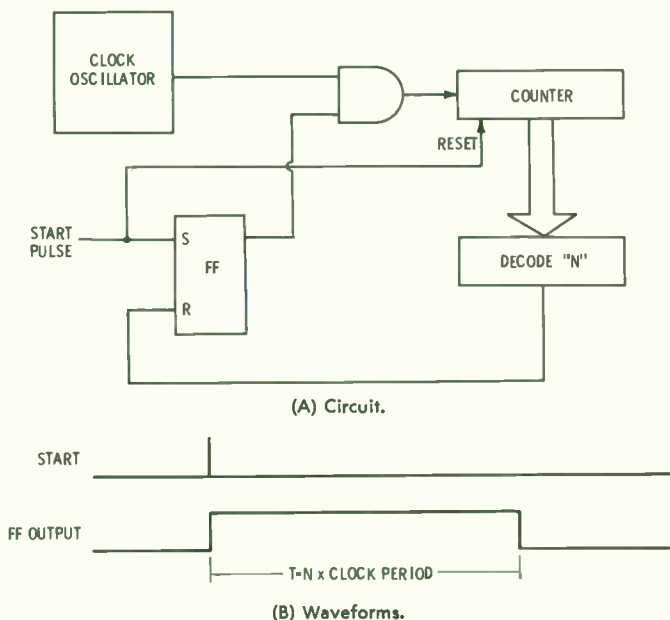 CLOCK
OSCILLATOR
COUNTER
RESET
START
PULSE
S
FF
R
DECODE "N"
(A) Circuit.
START
FF OUTPUT
T=N x CLOCK PERIOD
(B) Waveforms.